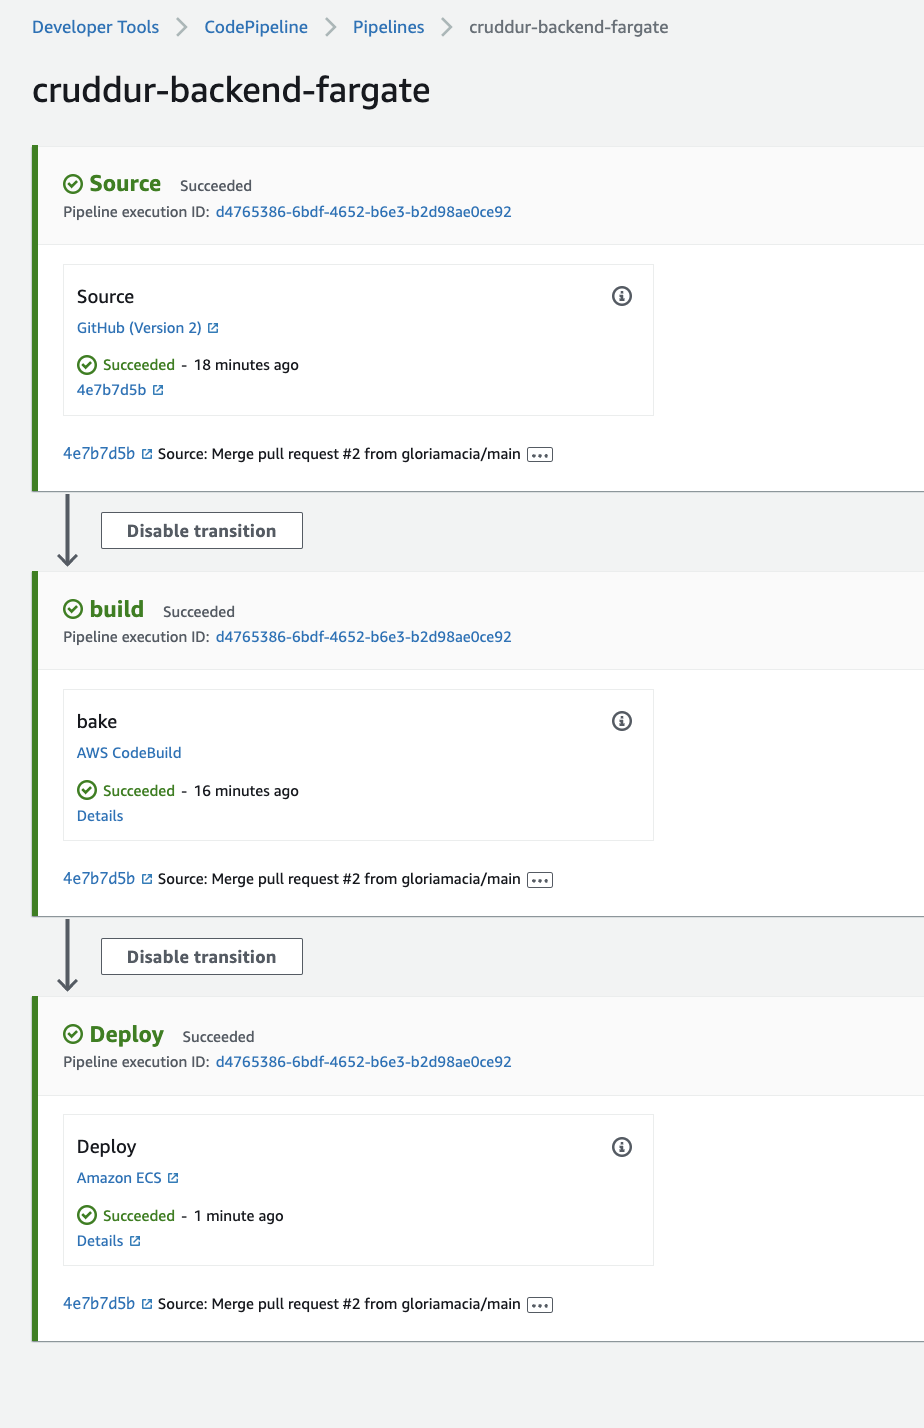 Developer Tools > CodePipeline > Pipelines > cruddur-backend-fargate
cruddur-backend-fargate
Source Succeeded
Pipeline execution ID: d4765386-6bdf-4652-b6e3-b2d98ae0ce92
Source
GitHub (Version 2)
Succeeded - 18 minutes ago
4e7b7d5b
4e7b7d5b Source: Merge pull request #2 from gloriamacia/main ...
Disable transition
build Succeeded
Pipeline execution ID: d4765386-6bdf-4652-b6e3-b2d98ae0ce92
bake
AWS CodeBuild
Succeeded - 16 minutes ago
Details
4e7b7d5b Source: Merge pull request #2 from gloriamacia/main ...
Disable transition
Deploy Succeeded
Pipeline execution ID: d4765386-6bdf-4652-b6e3-b2d98ae0ce92
Deploy
Amazon ECS
Succeeded - 1 minute ago
Details
4e7b7d5b Source: Merge pull request #2 from gloriamacia/main ...